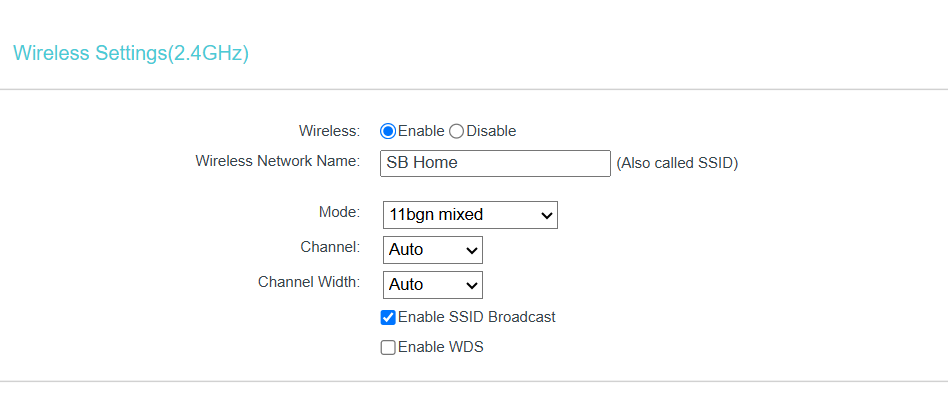 Wireless Settings(2.4GHz)
Wireless: Enable Disable
Wireless Network Name: SB Home (Also called SSID)
Mode: 11bgn mixed
Channel: Auto
Channel Width: Auto
Enable SSID Broadcast
Enable WDS